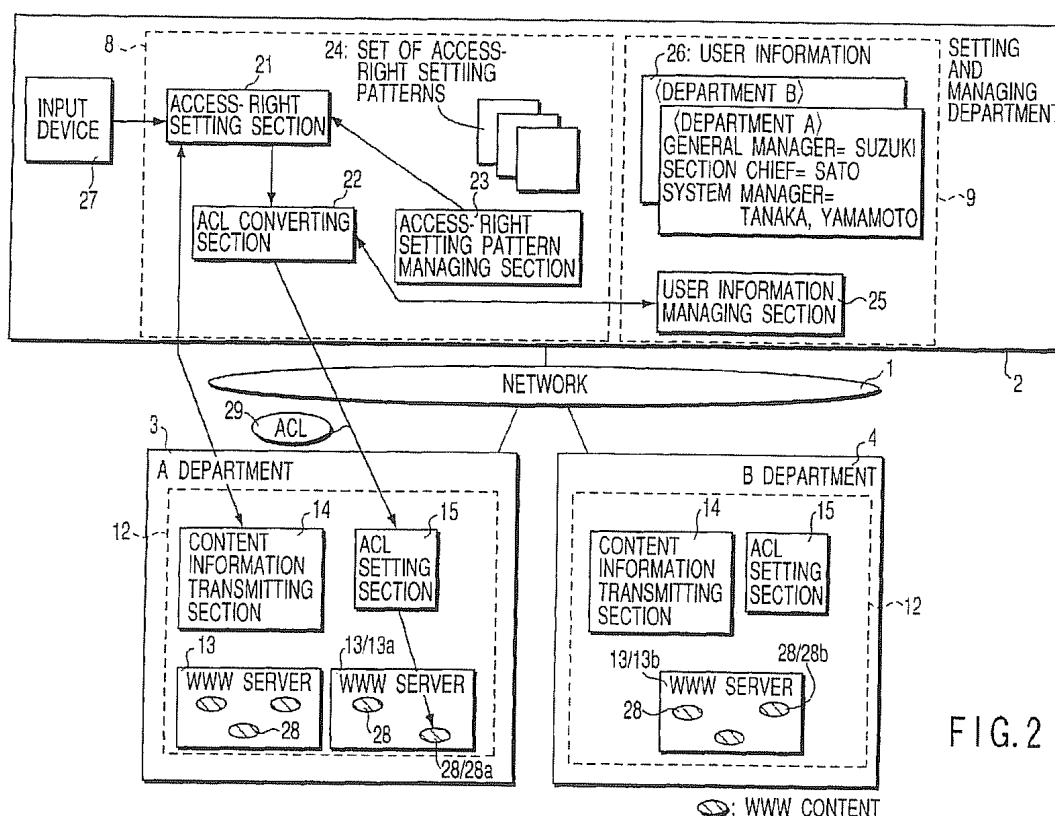 8
24: SET OF ACCESS-
RIGHT SETTIING
PATTERNS
21
INPUT
DEVICE
27
ACCESS-RIGHT
SETTING SECTION
22
ACL CONVERTING
SECTION
23
ACCESS-RIGHT
SETTING PATTERN
MANAGING SECTION
26: USER INFORMATION
⟨DEPARTMENT B⟩
⟨DEPARTMENT A⟩
GENERAL MANAGER= SUZUKI
SECTION CHIEF= SATO
SYSTEM MANAGER=
TANAKA, YAMAMOTO
9
SETTING
AND
MANAGING
DEPARTMENT
USER INFORMATION
MANAGING SECTION
25
2
NETWORK
1
29
ACL
3
A DEPARTMENT
12
14
CONTENT
INFORMATION
TRANSMITTING
SECTION
15
ACL
SETTING
SECTION
13
WWW SERVER
28
13/13a
WWW SERVER
28
28/28a
4
B DEPARTMENT
14
CONTENT
INFORMATION
TRANSMITTING
SECTION
15
ACL
SETTING
SECTION
12
13/13b
WWW SERVER
28
28/28b
FIG. 2
: WWW CONTENT